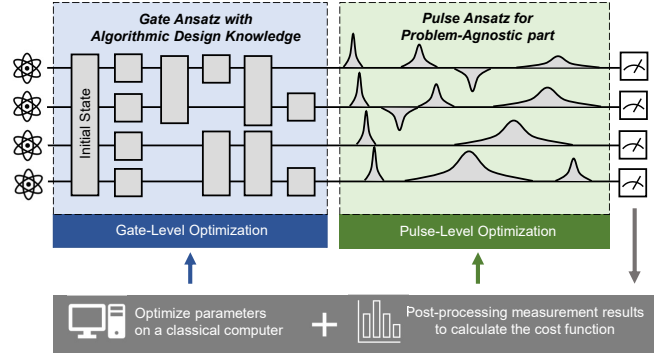 Gate Ansatz with
Algorithmic Design Knowledge
Pulse Ansatz for
Problem-Agnostic part
Initial State
Gate-Level Optimization
Pulse-Level Optimization
Optimize parameters
on a classical computer
+
Post-processing measurement results
to calculate the cost function